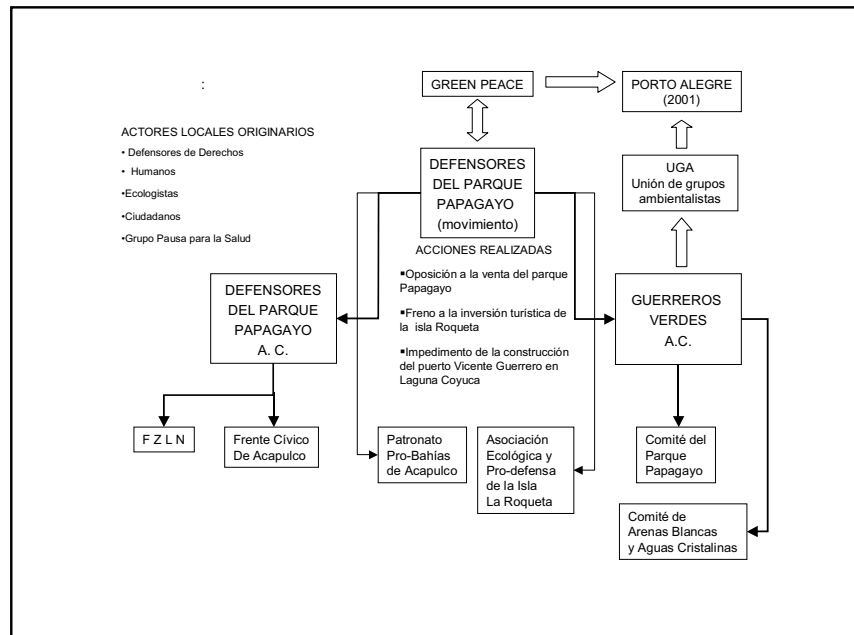 GREEN PEACE
PORTO ALEGRE
(2001)
:
ACTORES LOCALES ORIGINARIOS
• Defensores de Derechos
• Humanos
•Ecologistas
•Ciudadanos
•Grupo Pausa para la Salud
DEFENSORES
DEL PARQUE
PAPAGAYO
(movimiento)
UGA
Unión de grupos
ambientalistas
ACCIONES REALIZADAS
▪Oposición a la venta del parque
Papagayo
▪Freno a la inversión turística de
la isla Roqueta
▪Impedimento de la construcción
del puerto Vicente Guerrero en
Laguna Coyuca
DEFENSORES
DEL PARQUE
PAPAGAYO
A. C.
GUERREROS
VERDES
A.C.
F Z L N
Frente Cívico
De Acapulco
Patronato
Pro-Bahías
de Acapulco
Asociación
Ecológica y
Pro-defensa
de la Isla
La Roqueta
Comité del
Parque
Papagayo
Comité de
Arenas Blancas
y Aguas Cristalinas